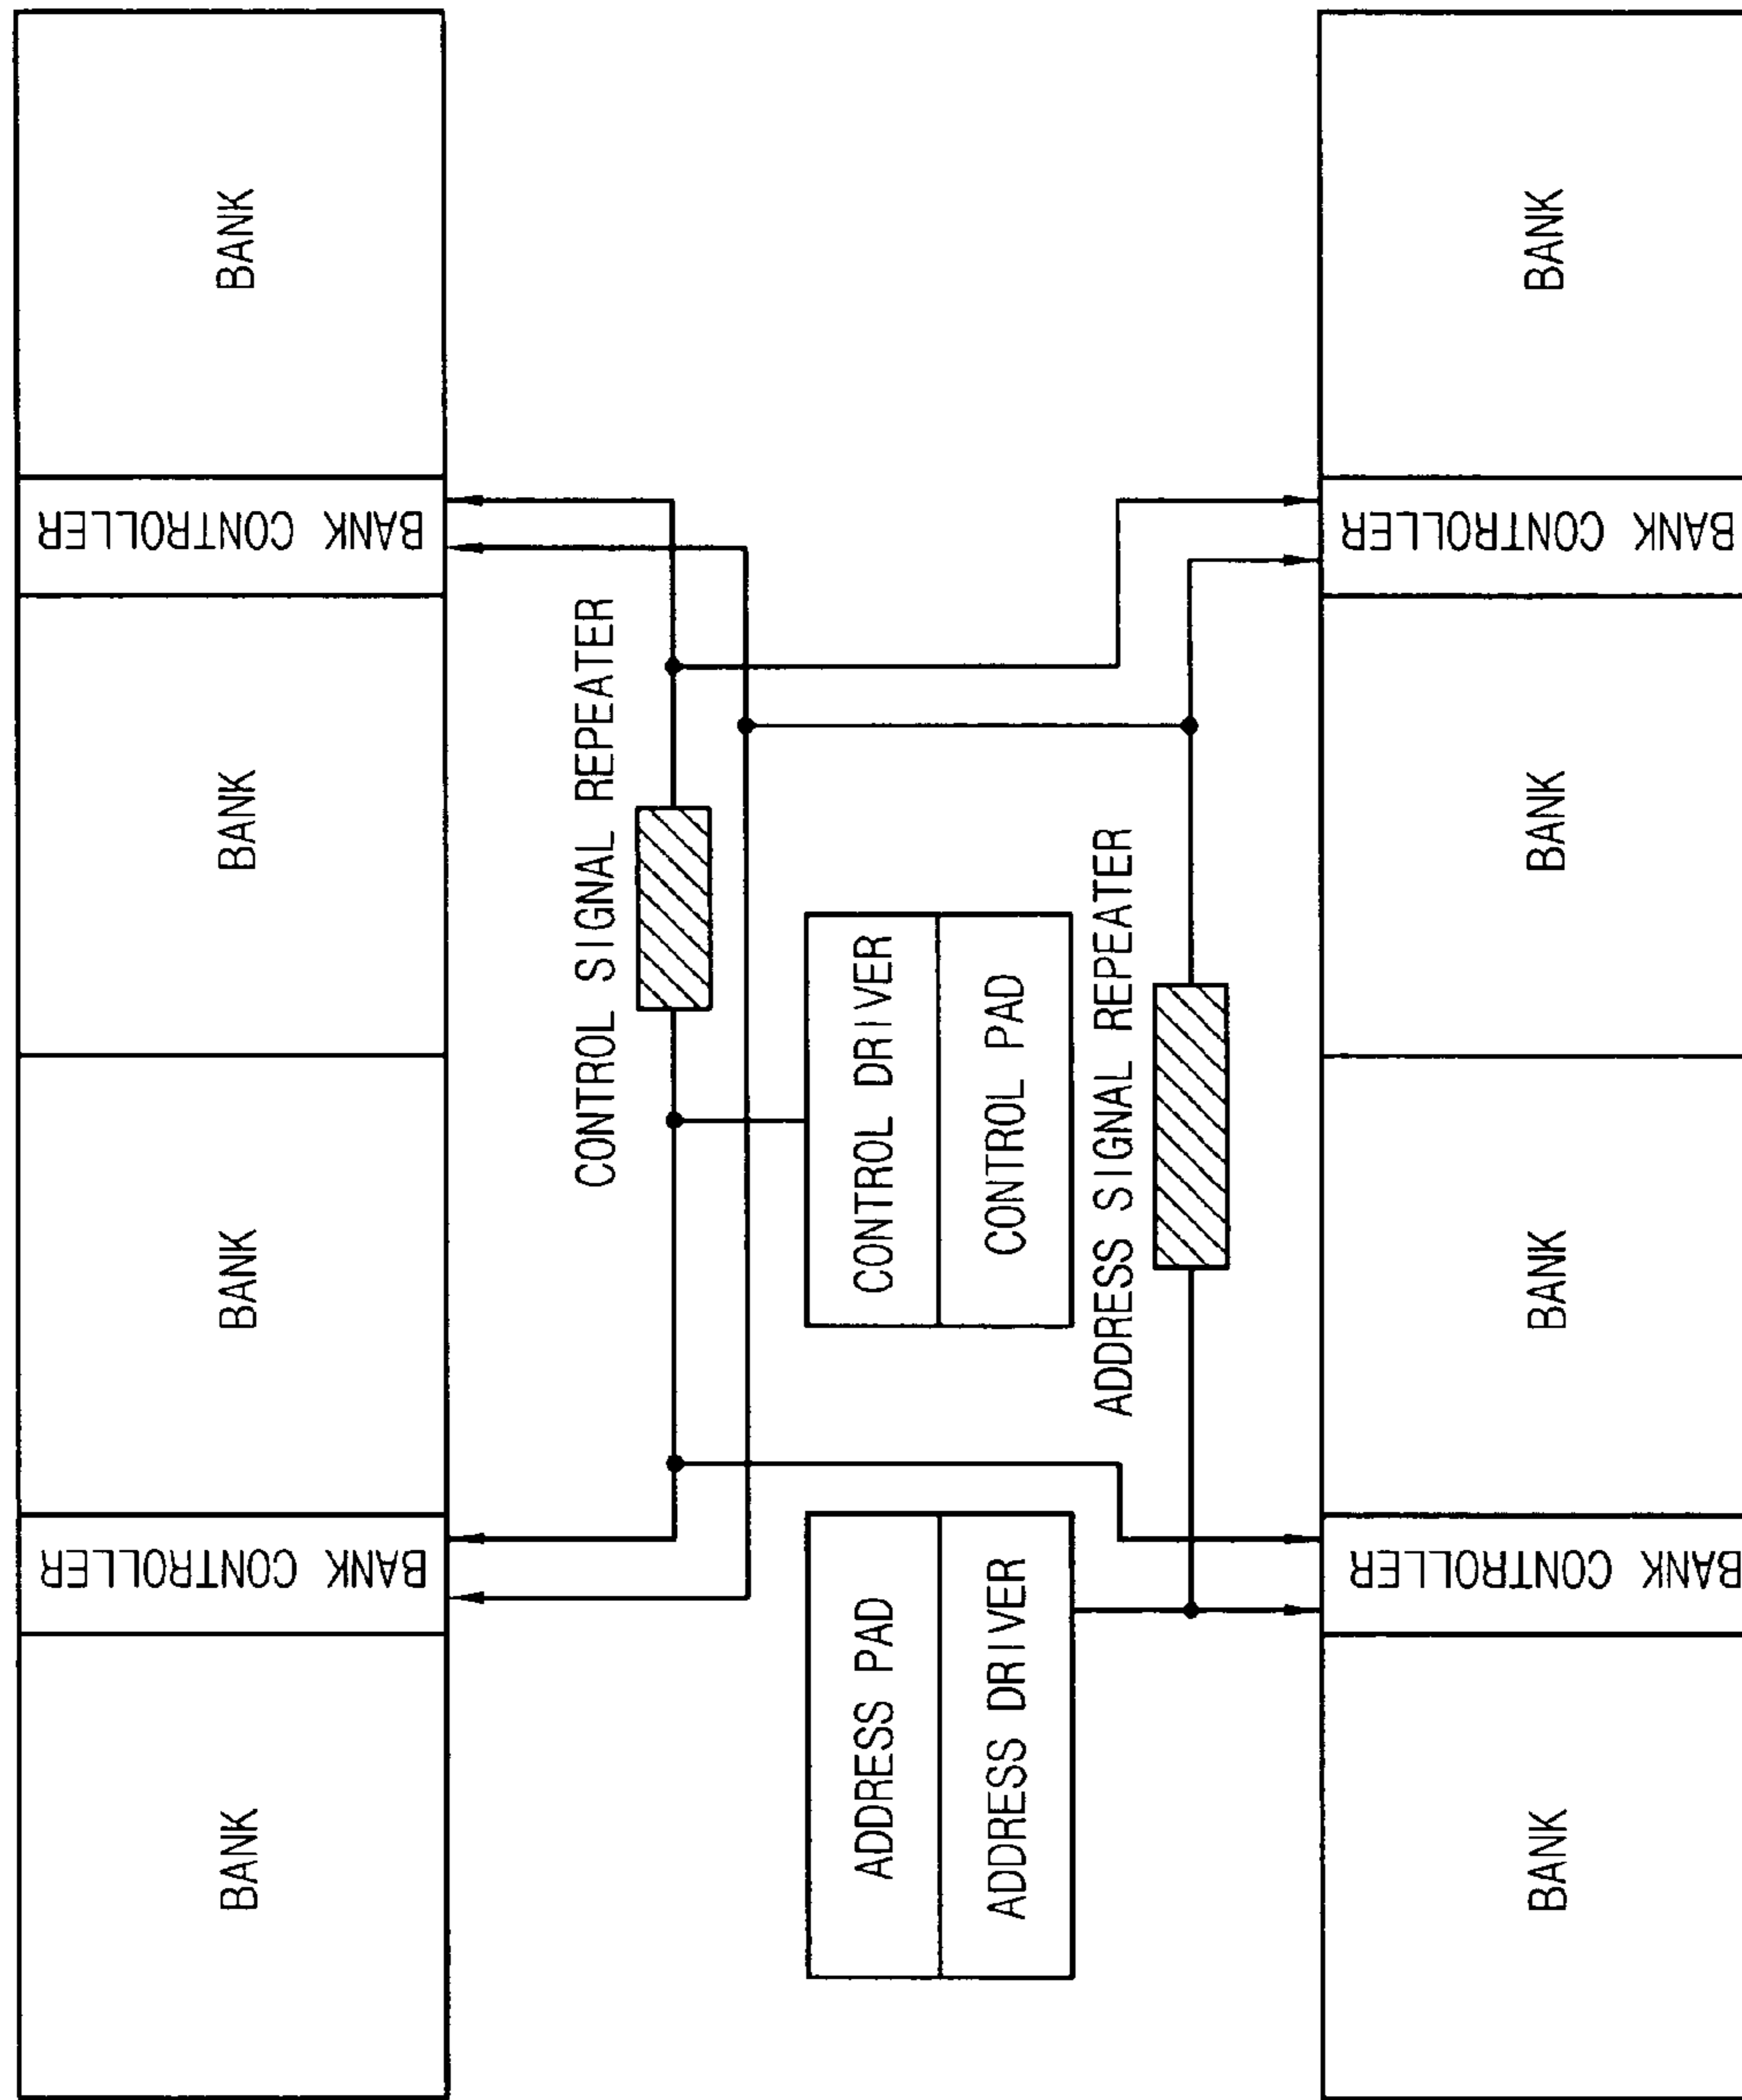 BANK
BANK CONTROLLER
BANK
BANK
BANK CONTROLLER
BANK
CONTROL SIGNAL REPEATER
ADDRESS PAD
ADDRESS DRIVER
CONTROL DRIVER
CONTROL PAD
ADDRESS SIGNAL REPEATER
BANK
BANK CONTROLLER
BANK
BANK
BANK CONTROLLER
BANK